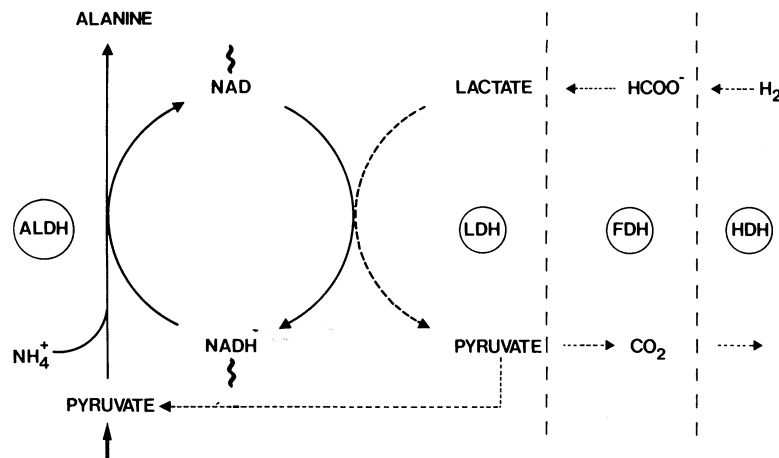 ALANINE
NAD
LACTATE
HCOO⁻
H₂
ALDH
LDH
FDH
HDH
NH₄⁺
NADH
PYRUVATE
CO₂
PYRUVATE